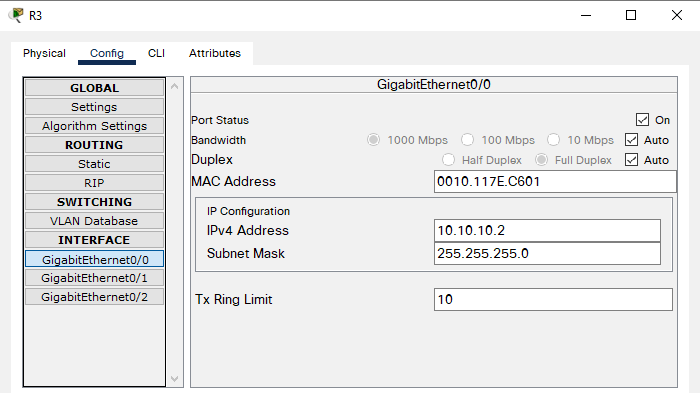 R3
Physical Config CLI Attributes
GLOBAL
Settings
Algorithm Settings
ROUTING
Static
RIP
SWITCHING
VLAN Database
INTERFACE
GigabitEthernet0/0
GigabitEthernet0/1
GigabitEthernet0/2
GigabitEthernet0/0
Port Status On
Bandwidth 1000 Mbps 100 Mbps 10 Mbps Auto
Duplex Half Duplex Full Duplex Auto
MAC Address 0010.117E.C601
IP Configuration
IPv4 Address 10.10.10.2
Subnet Mask 255.255.255.0
Tx Ring Limit 10